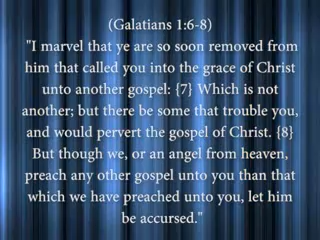 (Galatians 1:6-8)
"I marvel that ye are so soon removed from
him that called you into the grace of Christ
unto another gospel: {7} Which is not
another; but there be some that trouble you,
and would pervert the gospel of Christ. {8}
But though we, or an angel from heaven,
preach any other gospel unto you than that
which we have preached unto you, let him
be accursed."